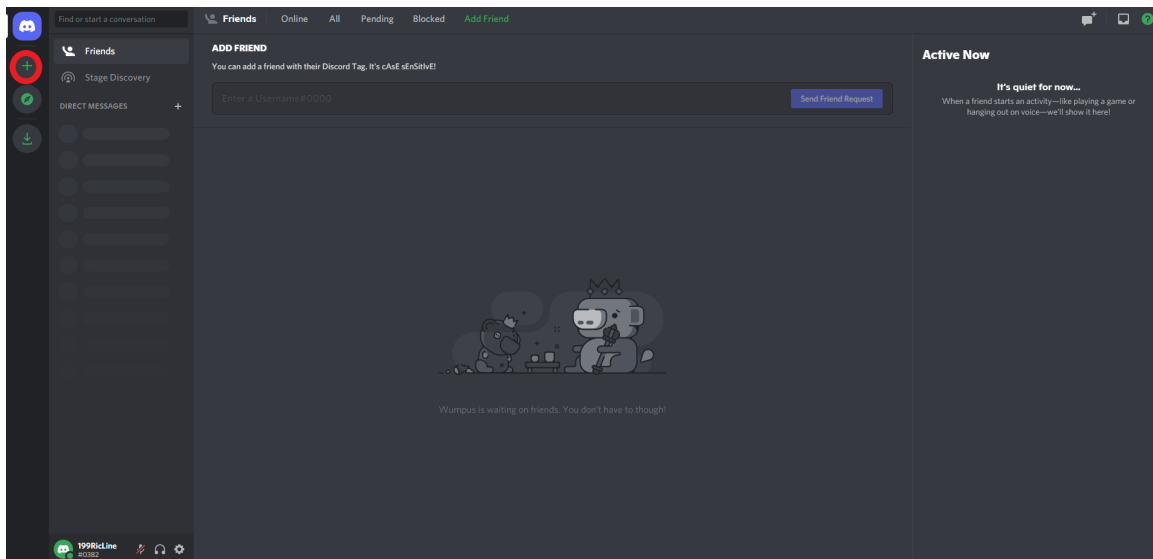 Find or start a conversation
Friends
Stage Discovery
DIRECT MESSAGES
199RicLine
#0382
Friends Online All Pending Blocked Add Friend
ADD FRIEND
You can add a friend with their Discord Tag. It's cAsE sEnSitIvE!
Enter a Username#0000
Send Friend Request
Wumpus is waiting on friends. You don't have to though!
Active Now
It's quiet for now...
When a friend starts an activity—like playing a game or
hanging out on voice—we'll show it here!